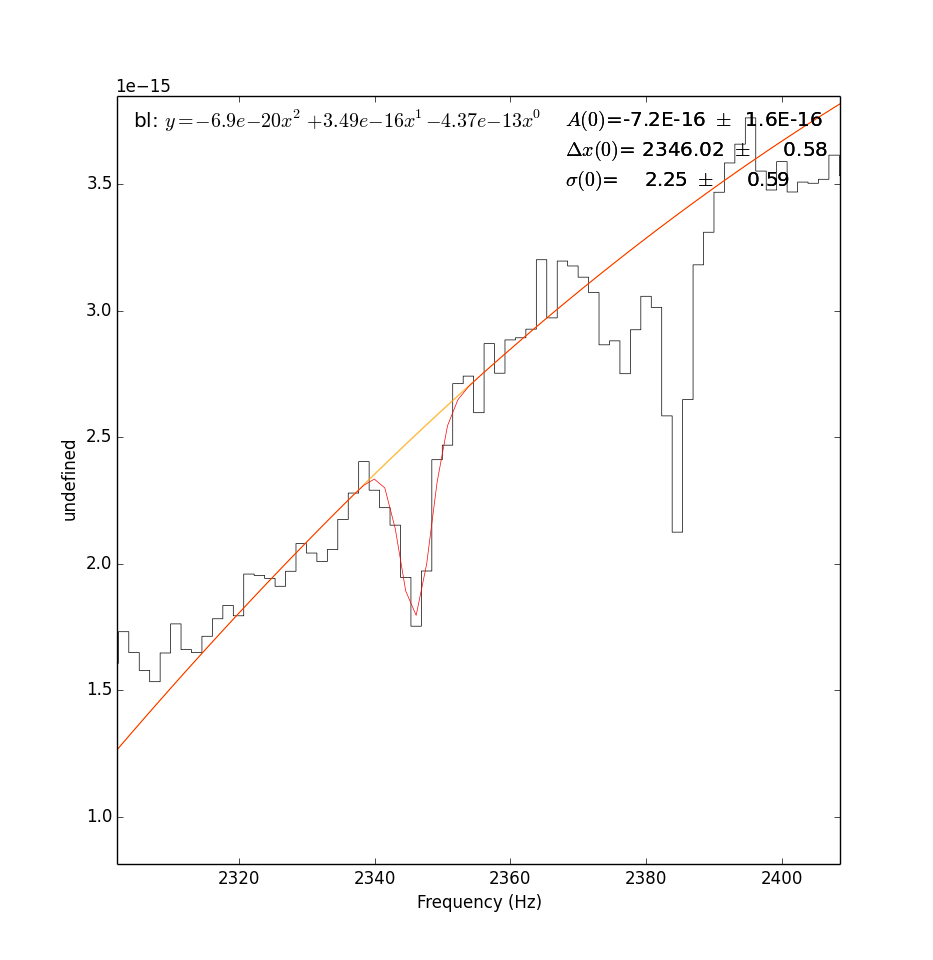 1e−15
bl: y=−6.9e−20x² +3.49e−16x¹ −4.37e−13x⁰
A(0)=-7.2E-16 ± 1.6E-16
Δx(0)= 2346.02 ± 0.58
σ(0)= 2.25 ± 0.59
3.5
3.0
2.5
2.0
1.5
1.0
undefined
2320 2340 2360 2380 2400
Frequency (Hz)